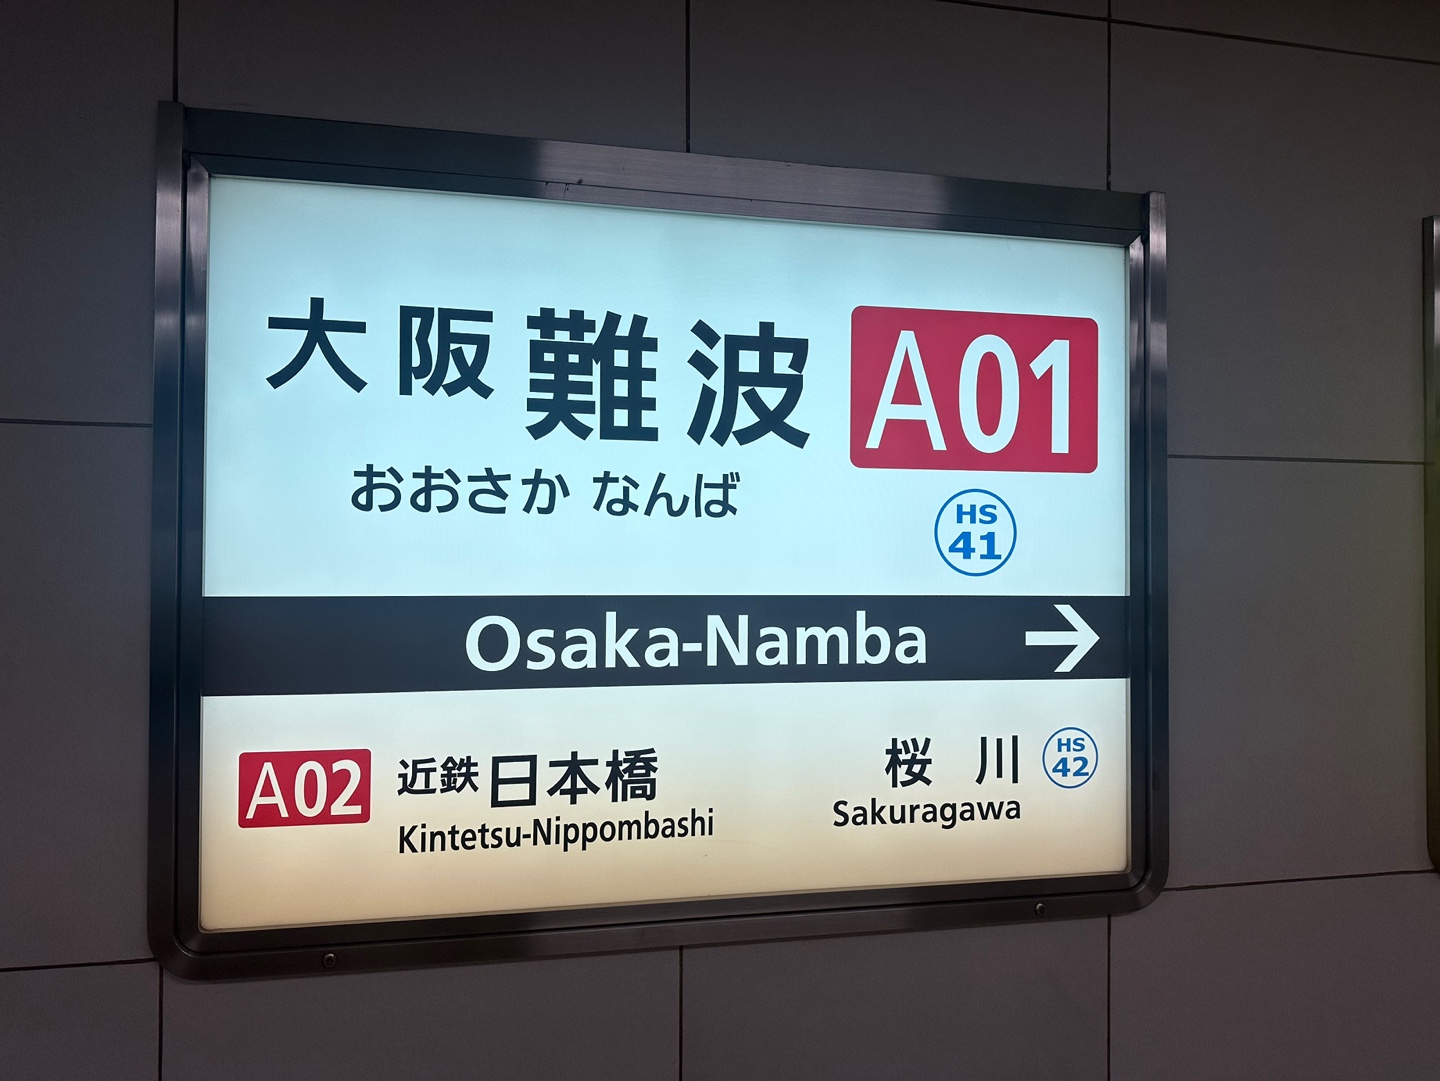 大阪難波 A01
おおさか なんば
HS
41
Osaka-Namba →
A02 近鉄日本橋
Kintetsu-Nippombashi
桜川 HS
42
Sakuragawa